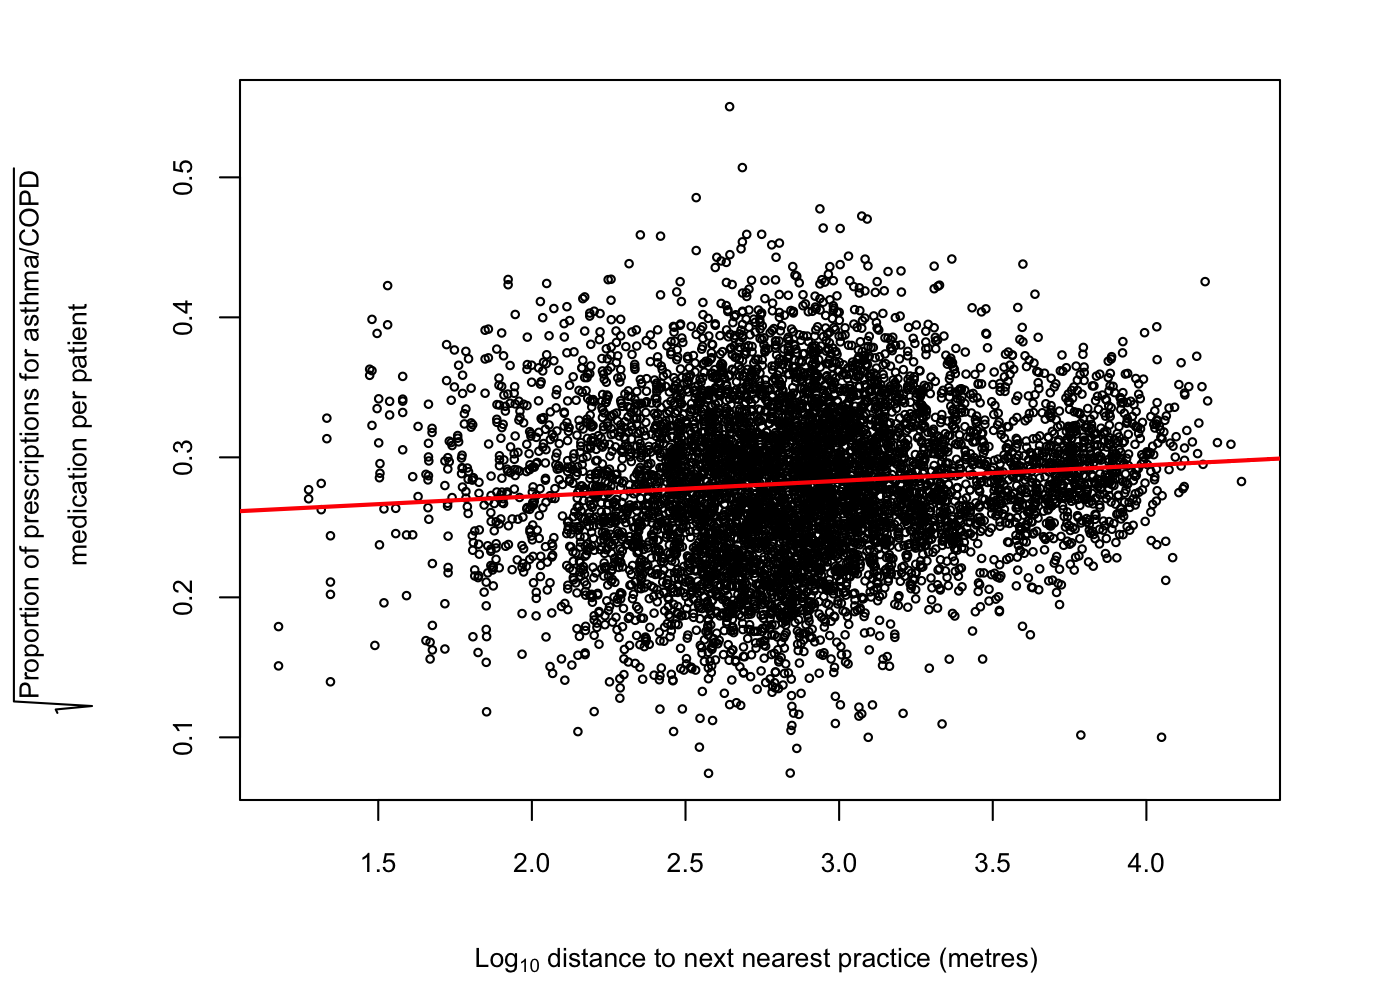 Proportion of prescriptions for asthma/COPD
medication per patient
0.5
0.4
0.3
0.2
0.1
1.5 2.0 2.5 3.0 3.5 4.0
Log₁₀ distance to next nearest practice (metres)